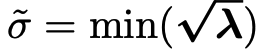 σ̃ = min(√𝝀)